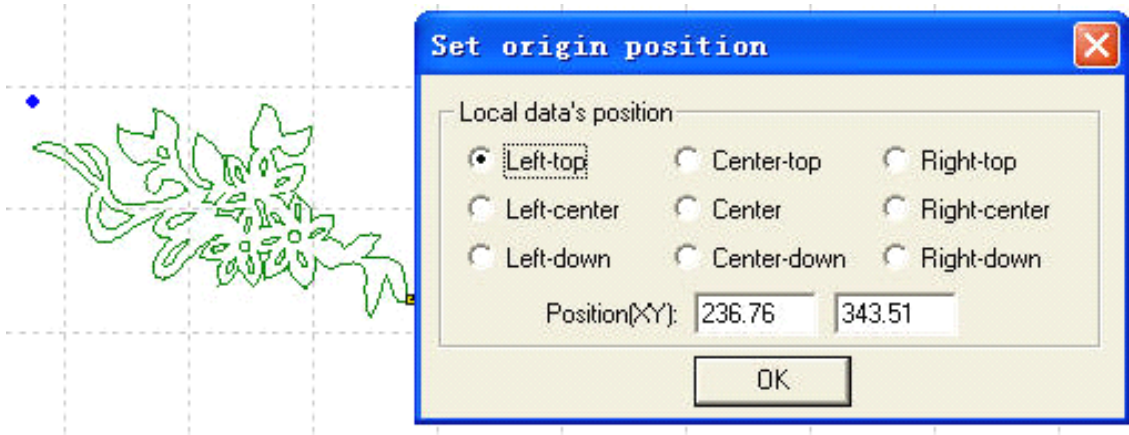 Set origin position
Local data's position
Left-top Center-top Right-top
Left-center Center Right-center
Left-down Center-down Right-down
Position(XY): 236.76 343.51
OK